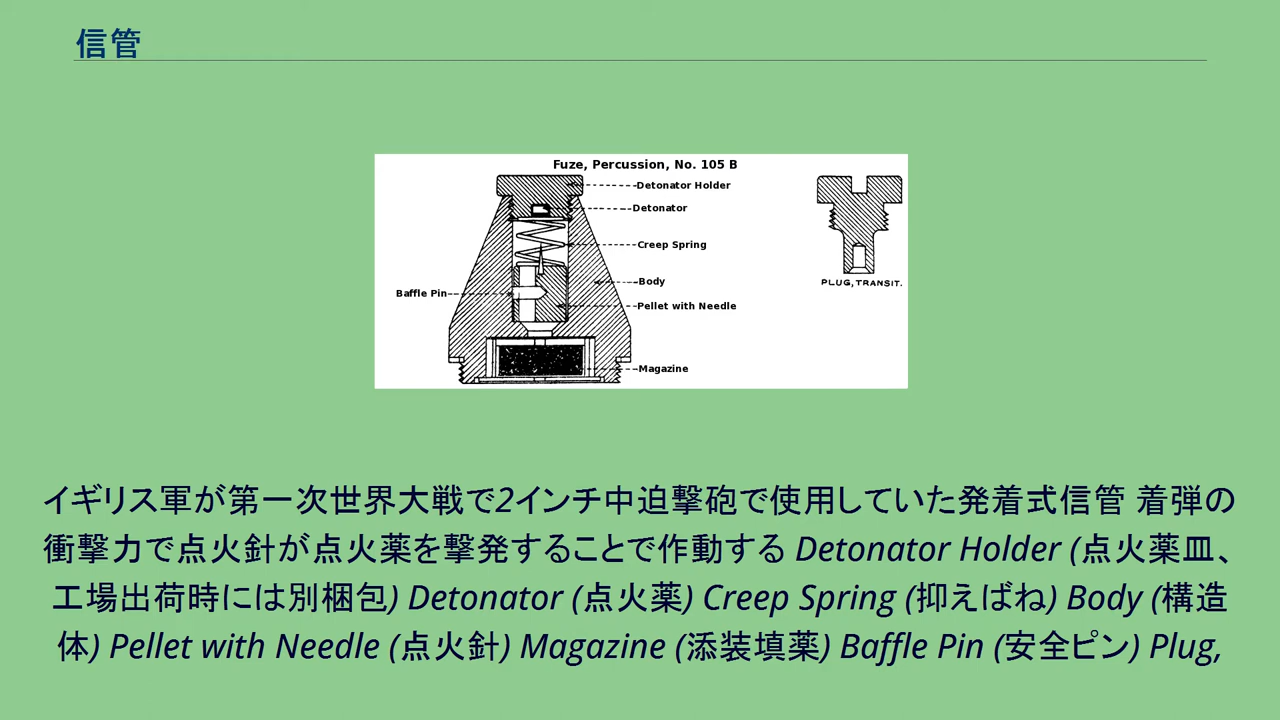 信管
Fuze, Percussion, No. 105 B
Detonator Holder
Detonator
Creep Spring
Body
Baffle Pin
Pellet with Needle
Magazine
PLUG, TRANSIT.
イギリス軍が第一次世界大戦で2インチ中迫撃砲で使用していた発着式信管 着弾の
衝撃力で点火針が点火薬を撃発することで作動する Detonator Holder (点火薬皿、
工場出荷時には別梱包) Detonator (点火薬) Creep Spring (抑えばね) Body (構造
体) Pellet with Needle (点火針) Magazine (添装填薬) Baffle Pin (安全ピン) Plug,